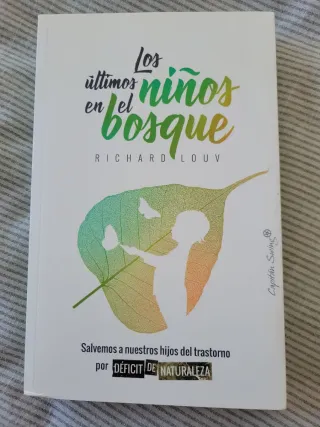 Los
últimos niños
en el
bosque
RICHARD LOUV
Capitán Swing
Salvemos a nuestros hijos del trastorno
por DÉFICIT DE NATURALEZA